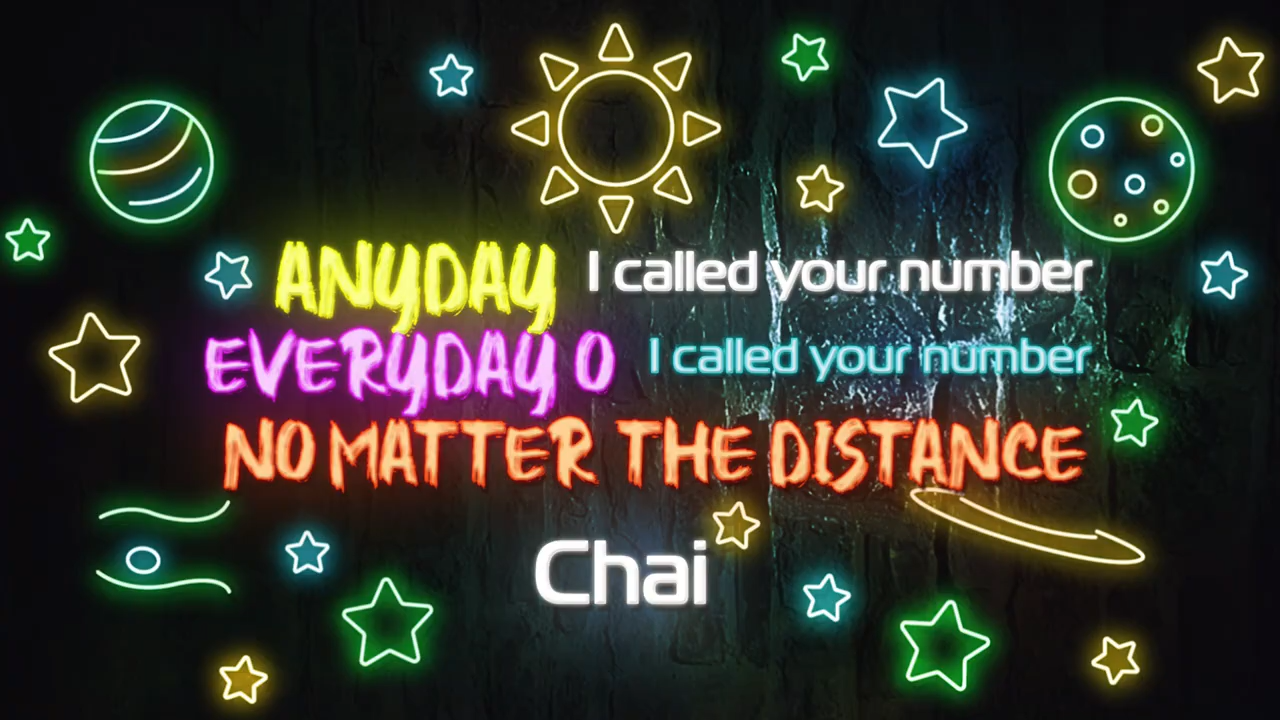 ANYDAY I called your number
EVERYDAY O I called your number
NO MATTER THE DISTANCE
Chai